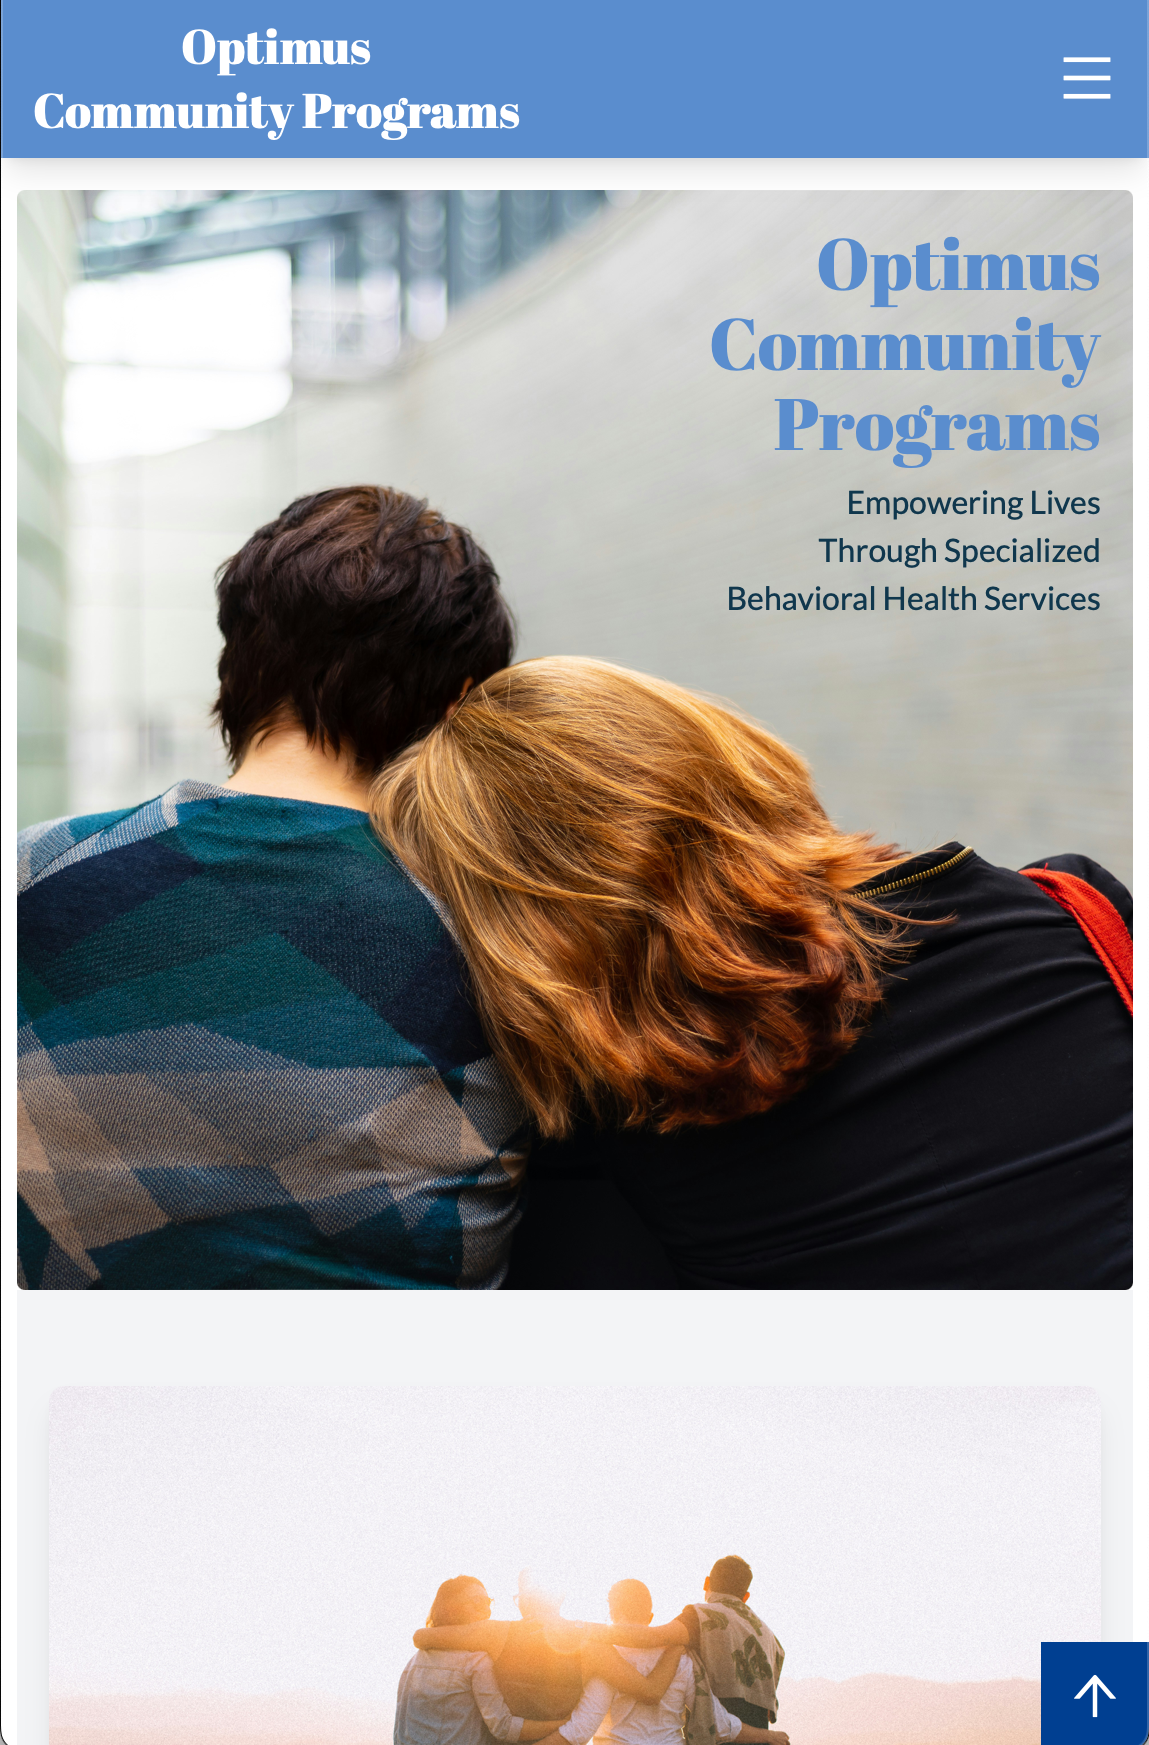 Optimus
Community Programs
Optimus
Community
Programs
Empowering Lives
Through Specialized
Behavioral Health Services